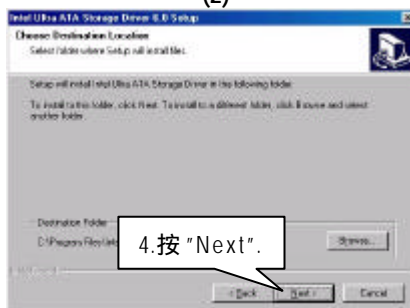 (2)
Intel Ultra ATA Storage Driver 6.0 Setup
Choose Destination Location
Select folder where Setup will install files.
Setup will install Intel Ultra ATA Storage Driver in the following folder.
To install to this folder, click Next. To install to a different folder, click Browse and select
another folder.
Destination Folder
C:\Program Files\Intel
Browse...
4.按 "Next".
< Back
Next >
Cancel